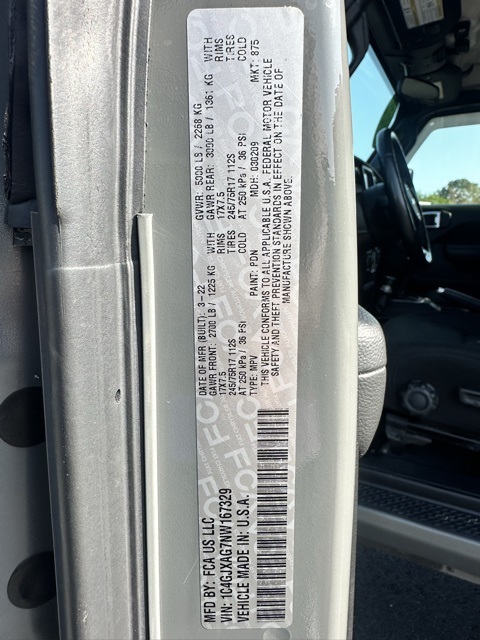 MFD BY: FCA US LLC
DATE OF MFR (BUILT): 3-22
GVWR: 5000 LB / 2268 KG
GAWR FRONT: 2700 LB / 1225 KG WITH
GAWR REAR: 3000 LB / 1361 KG WITH
17X7.5 RIMS
17X7.5 RIMS
245/75R17 112S TIRES
245/75R17 112S TIRES
AT 250 kPa / 36 PSI COLD
AT 250 kPa / 36 PSI COLD
VIN: 1C4GJXAG7NW167329
TYPE: MPV
PAINT: PDN
MDH: 030209
MKT: 875
VEHICLE MADE IN: U.S.A.
THIS VEHICLE CONFORMS TO ALL APPLICABLE U.S.A. FEDERAL MOTOR VEHICLE
SAFETY AND THEFT PREVENTION STANDARDS IN EFFECT ON THE DATE OF
MANUFACTURE SHOWN ABOVE.